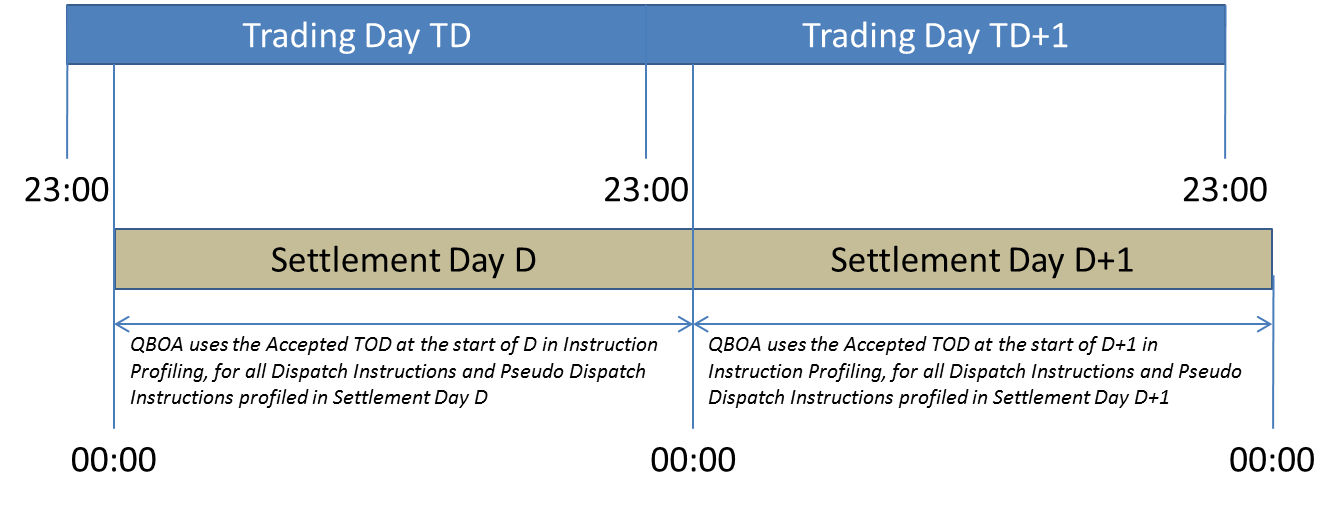 Trading Day TD
Trading Day TD+1
23:00
23:00
23:00
Settlement Day D
Settlement Day D+1
QBOA uses the Accepted TOD at the start of D in Instruction
Profiling, for all Dispatch Instructions and Pseudo Dispatch
Instructions profiled in Settlement Day D
QBOA uses the Accepted TOD at the start of D+1 in
Instruction Profiling, for all Dispatch Instructions and Pseudo
Dispatch Instructions profiled in Settlement Day D+1
00:00
00:00
00:00